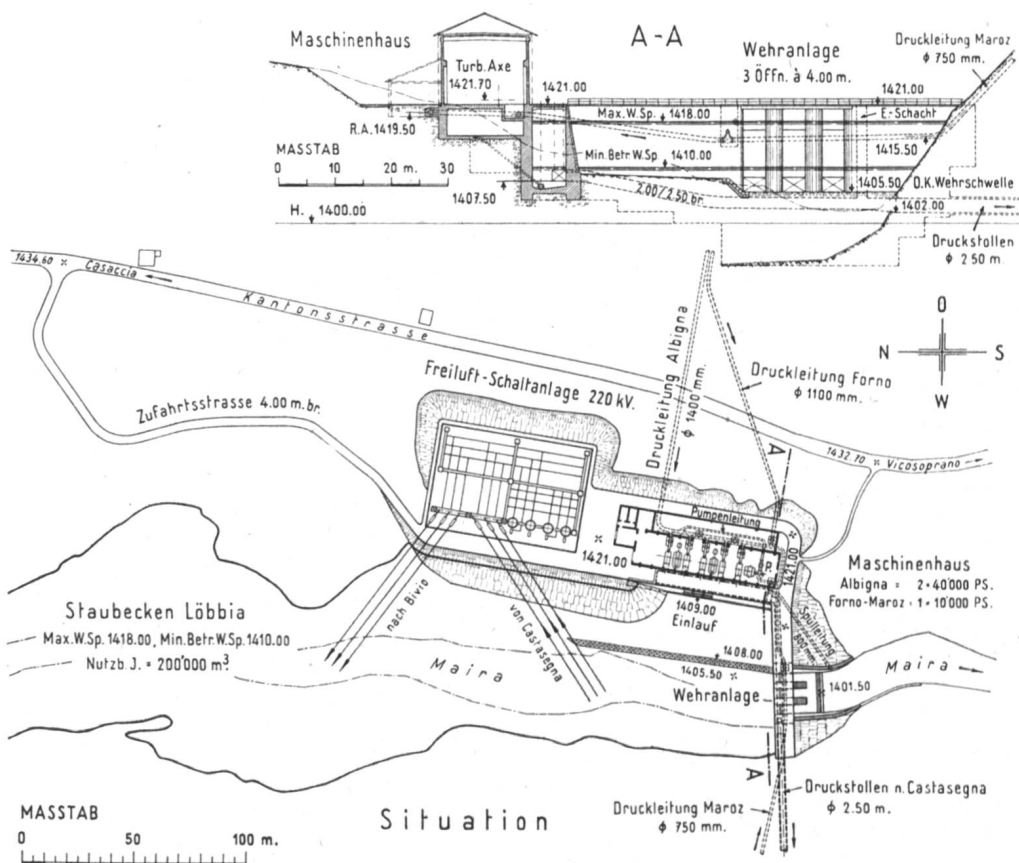 Maschinenhaus
A-A
Wehranlage
3 Öffn. à 4.00 m.
Druckleitung Maroz
ϕ 750 mm.
Turb. Axe
1421.70
1421.00
1421.00
R.A. 1419.50
Max. W. Sp. 1418.00
E.-Schacht
1415.50
MASSTAB
0 10 20 m.
Min. Betr. W. Sp. 1410.00
1407.50
2.00 / 2.50 br.
1405.50
O.K. Wehrschwelle
1402.00
H. 1400.00
Druckstollen
ϕ 2.50 m.
1434.60
Casaccia
Kantonsstrasse
Druckleitung Albigna
ϕ 1400 mm.
O
N S
W
Druckleitung Forno
ϕ 1100 mm.
Freiluft-Schaltanlage 220 kV.
Zufahrtsstrasse 4.00 m. br.
A
1432.70
Vicosoprano
Pumpenleitung
1421.00
P.
1421.00
Maschinenhaus
Albigna = 2·40'000 PS.
Forno-Maroz · 1·10'000 PS.
1409.00
Einlauf
Staubecken Löbbia
Max. W. Sp. 1418.00, Min. Betr. W. Sp. 1410.00
Nutzb. J. = 200'000 m³
nach Bivio
von Castasegna
Spülleitung
1408.00
1405.50
Maira
Maira
Wehranlage
1401.50
A
Druckstollen n. Castasegna
ϕ 2.50 m.
Druckleitung Maroz
ϕ 750 mm.
MASSTAB
0 50 100 m.
Situation